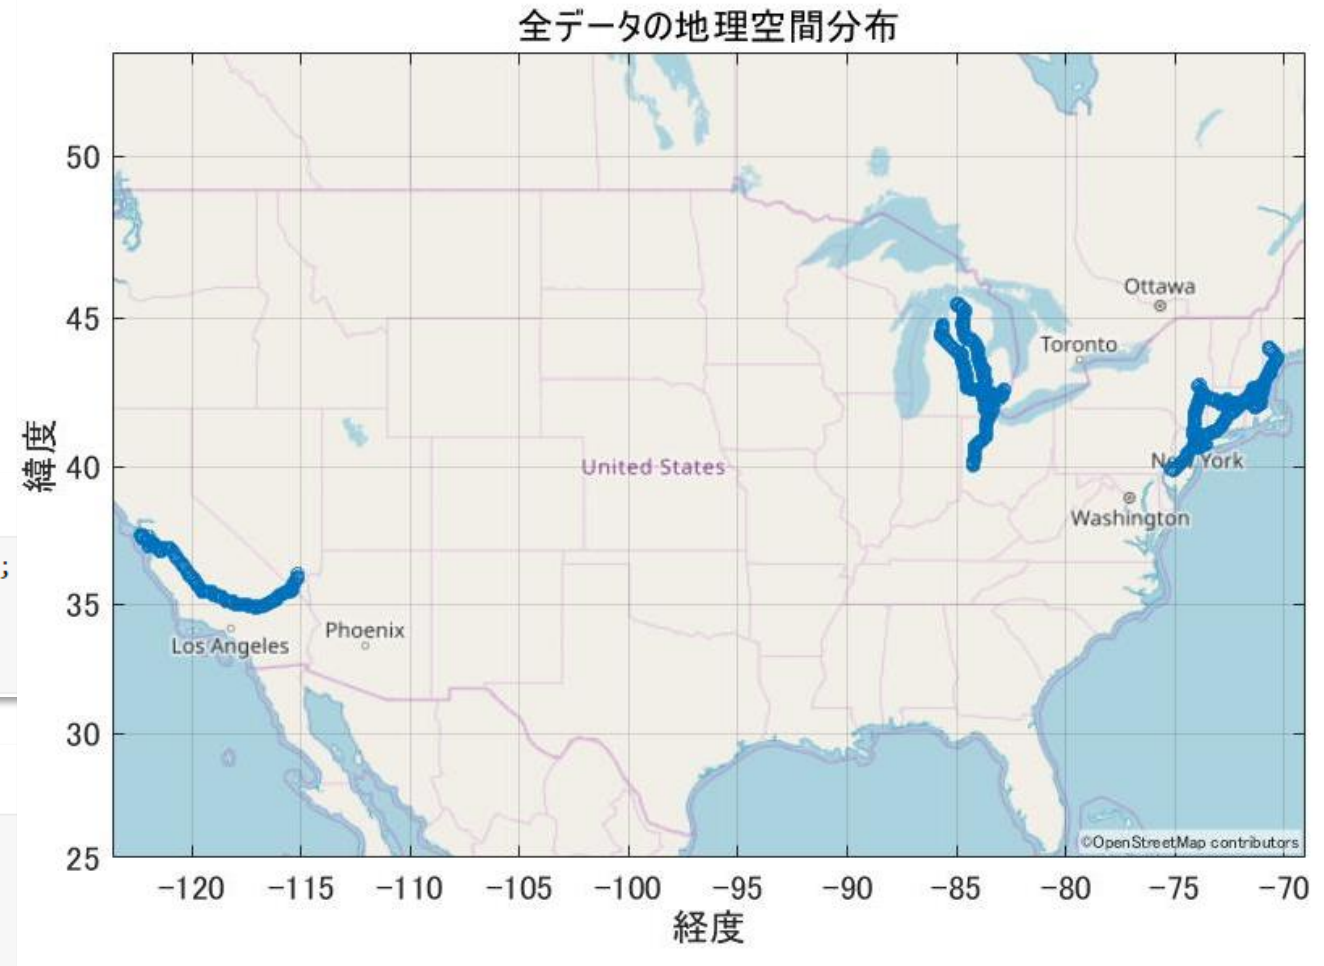 全データの地理空間分布
50
45
40
35
30
25
緯度
Ottawa
Toronto
United States
New York
Washington
Los Angeles
Phoenix
;
©OpenStreetMap contributors
−120
−115
−110
−105
−100
−95
−90
−85
−80
−75
−70
経度